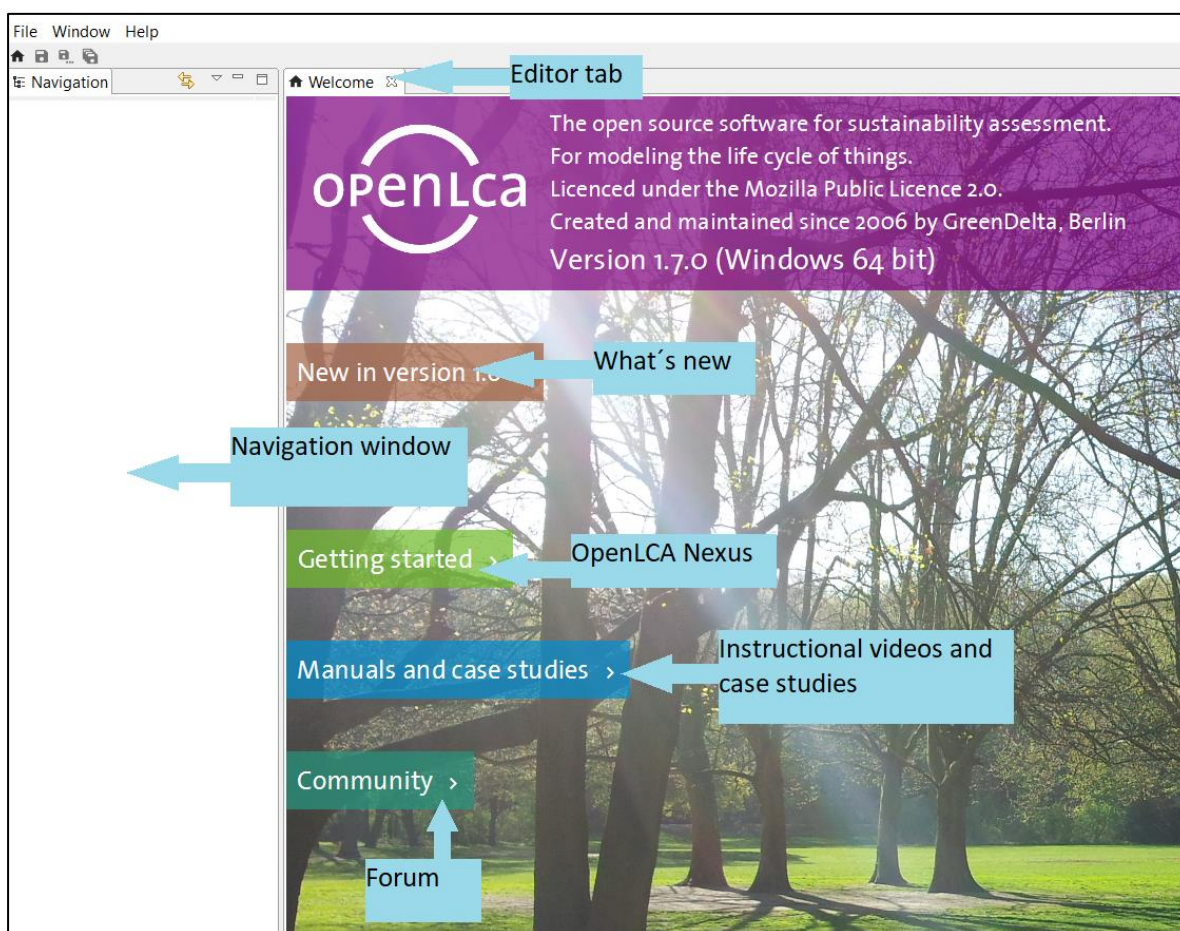 File Window Help
Navigation
Welcome
Editor tab
openLCA
The open source software for sustainability assessment.
For modeling the life cycle of things.
Licenced under the Mozilla Public Licence 2.0.
Created and maintained since 2006 by GreenDelta, Berlin
Version 1.7.0 (Windows 64 bit)
New in version
What´s new
Navigation window
Getting started >
OpenLCA Nexus
Manuals and case studies >
Instructional videos and
case studies
Community >
Forum